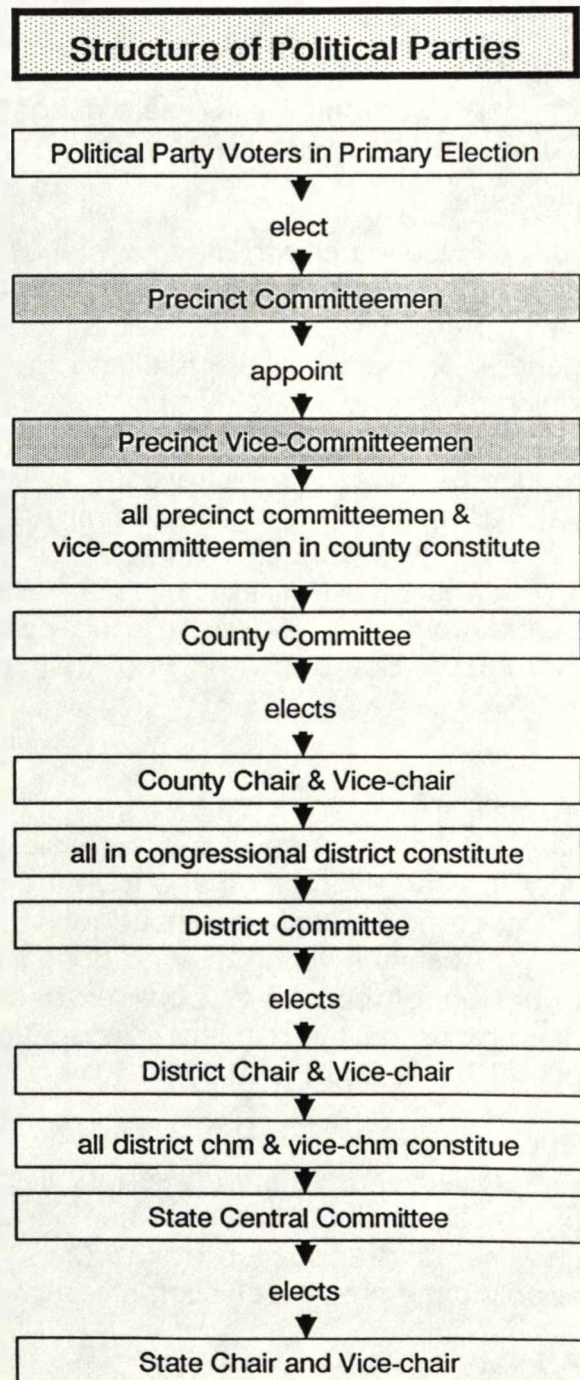 Structure of Political Parties
Political Party Voters in Primary Election
elect
Precinct Committeemen
appoint
Precinct Vice-Committeemen
all precinct committeemen &
vice-committeemen in county constitute
County Committee
elects
County Chair & Vice-chair
all in congressional district constitute
District Committee
elects
District Chair & Vice-chair
all district chm & vice-chm constitue
State Central Committee
elects
State Chair and Vice-chair